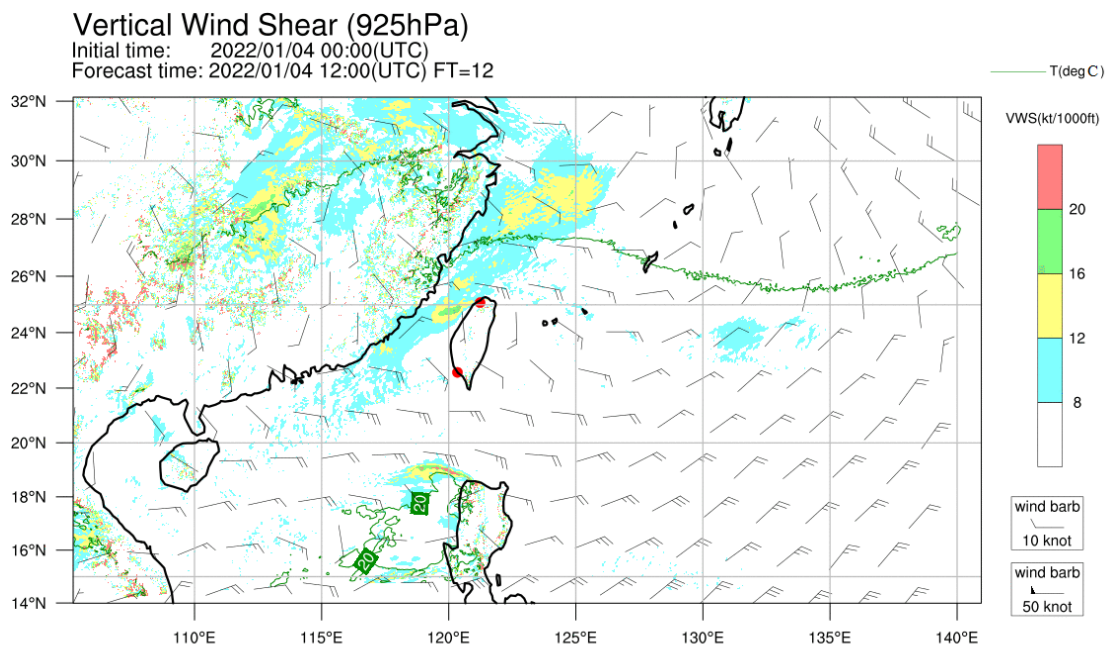 Vertical Wind Shear (925hPa)
Initial time: 2022/01/04 00:00(UTC)
Forecast time: 2022/01/04 12:00(UTC) FT=12
T(deg C)
VWS(kt/1000ft)
20
16
12
8
wind barb
10 knot
wind barb
50 knot
32°N
30°N
28°N
26°N
24°N
22°N
20°N
18°N
16°N
14°N
20
20
110°E
115°E
120°E
125°E
130°E
135°E
140°E